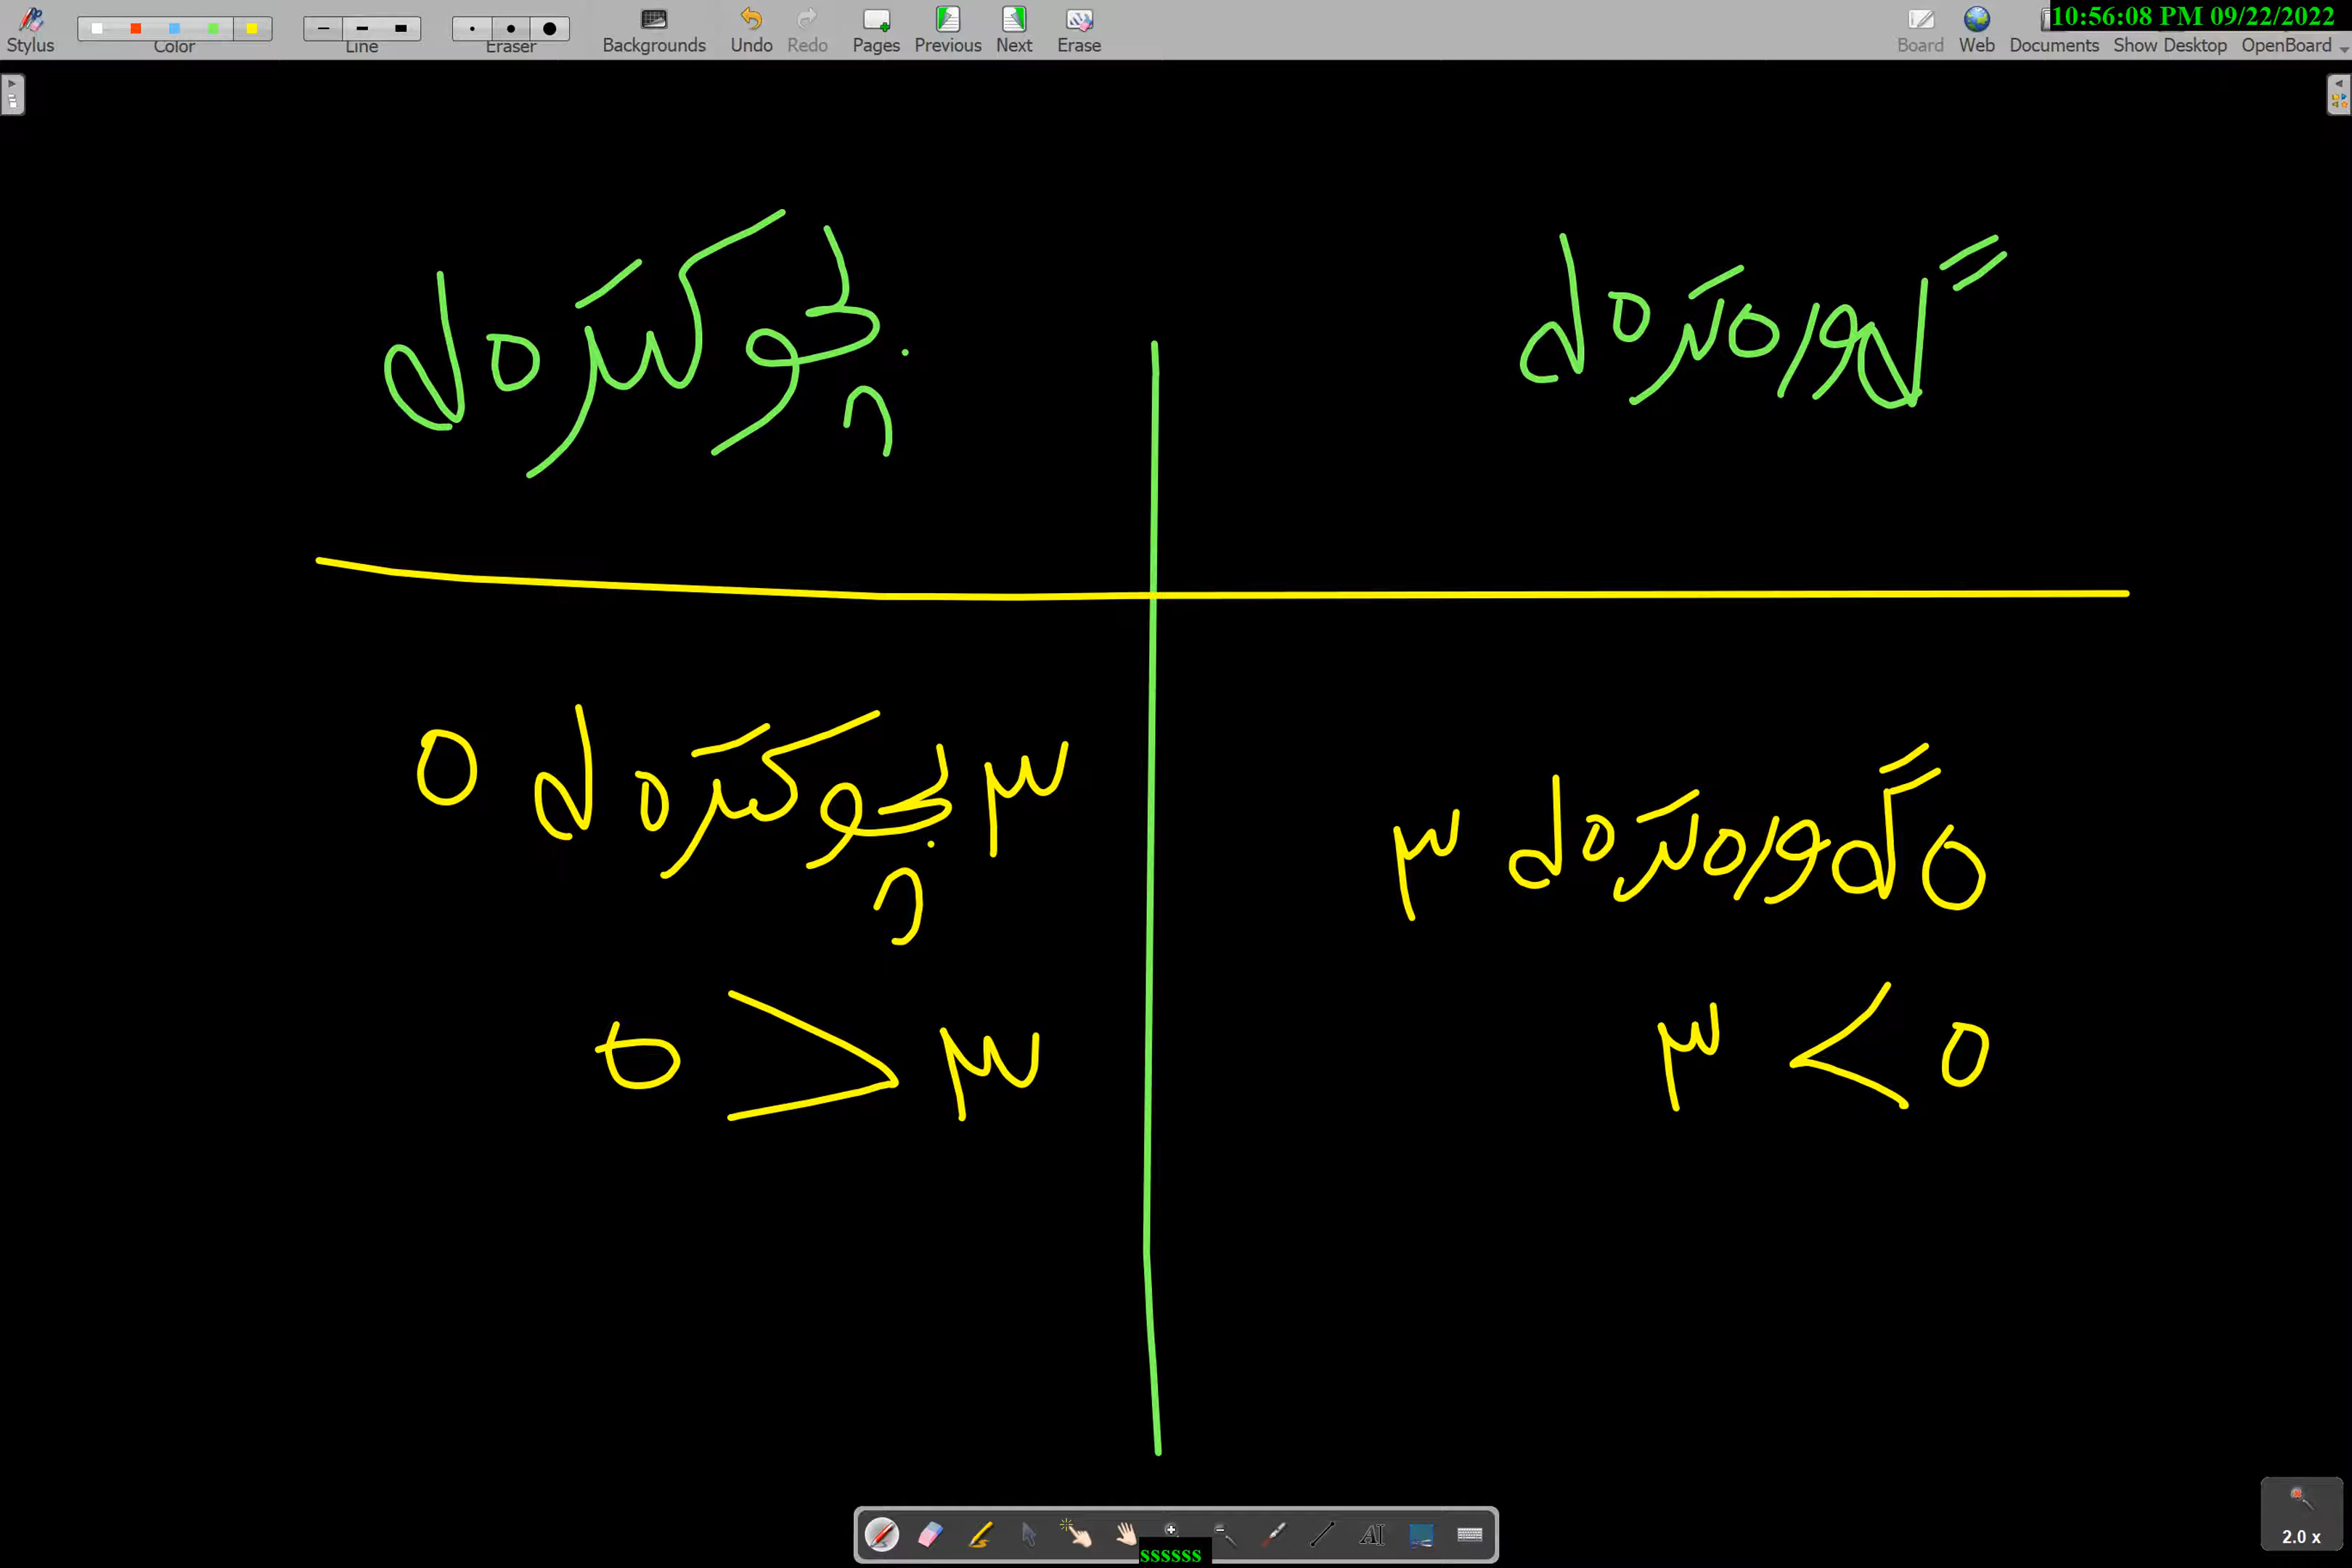 Stylus Color Line Eraser Backgrounds Undo Redo Pages Previous Next Erase Board Web Documents Show Desktop OpenBoard
10:56:08 PM 09/22/2022
گەورەترە لە
بچوکترە لە
٥ گەورەترە لە ٣
٣ < ٥
٣ بچوکترە لە ٥
٥ > ٣
ssssss
2.0 x